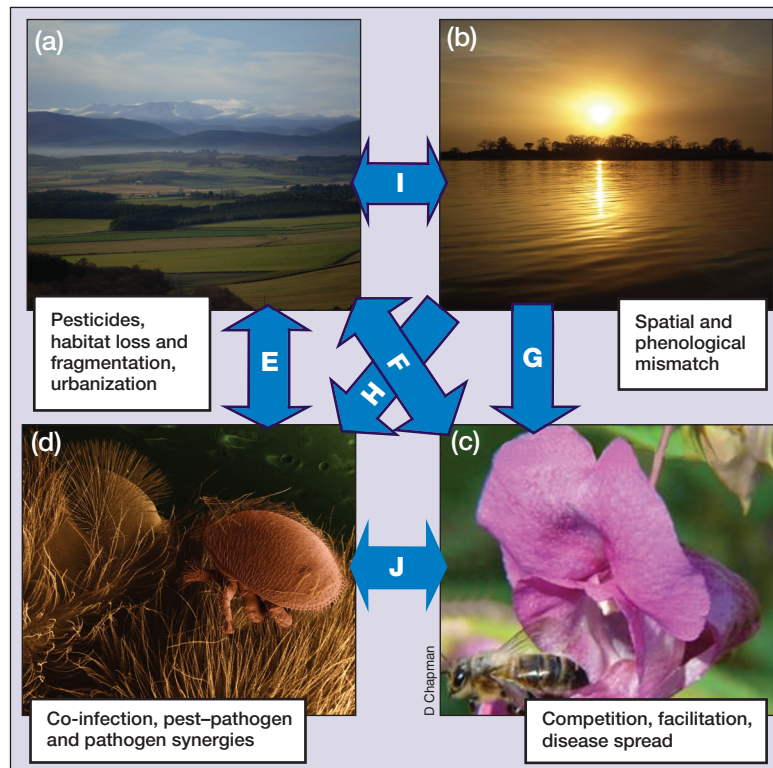 (a)
(b)
I
Pesticides,
habitat loss and
fragmentation,
urbanization
E
F
H
G
Spatial and
phenological
mismatch
(d)
(c)
J
D Chapman
Co-infection, pest–pathogen
and pathogen synergies
Competition, facilitation,
disease spread